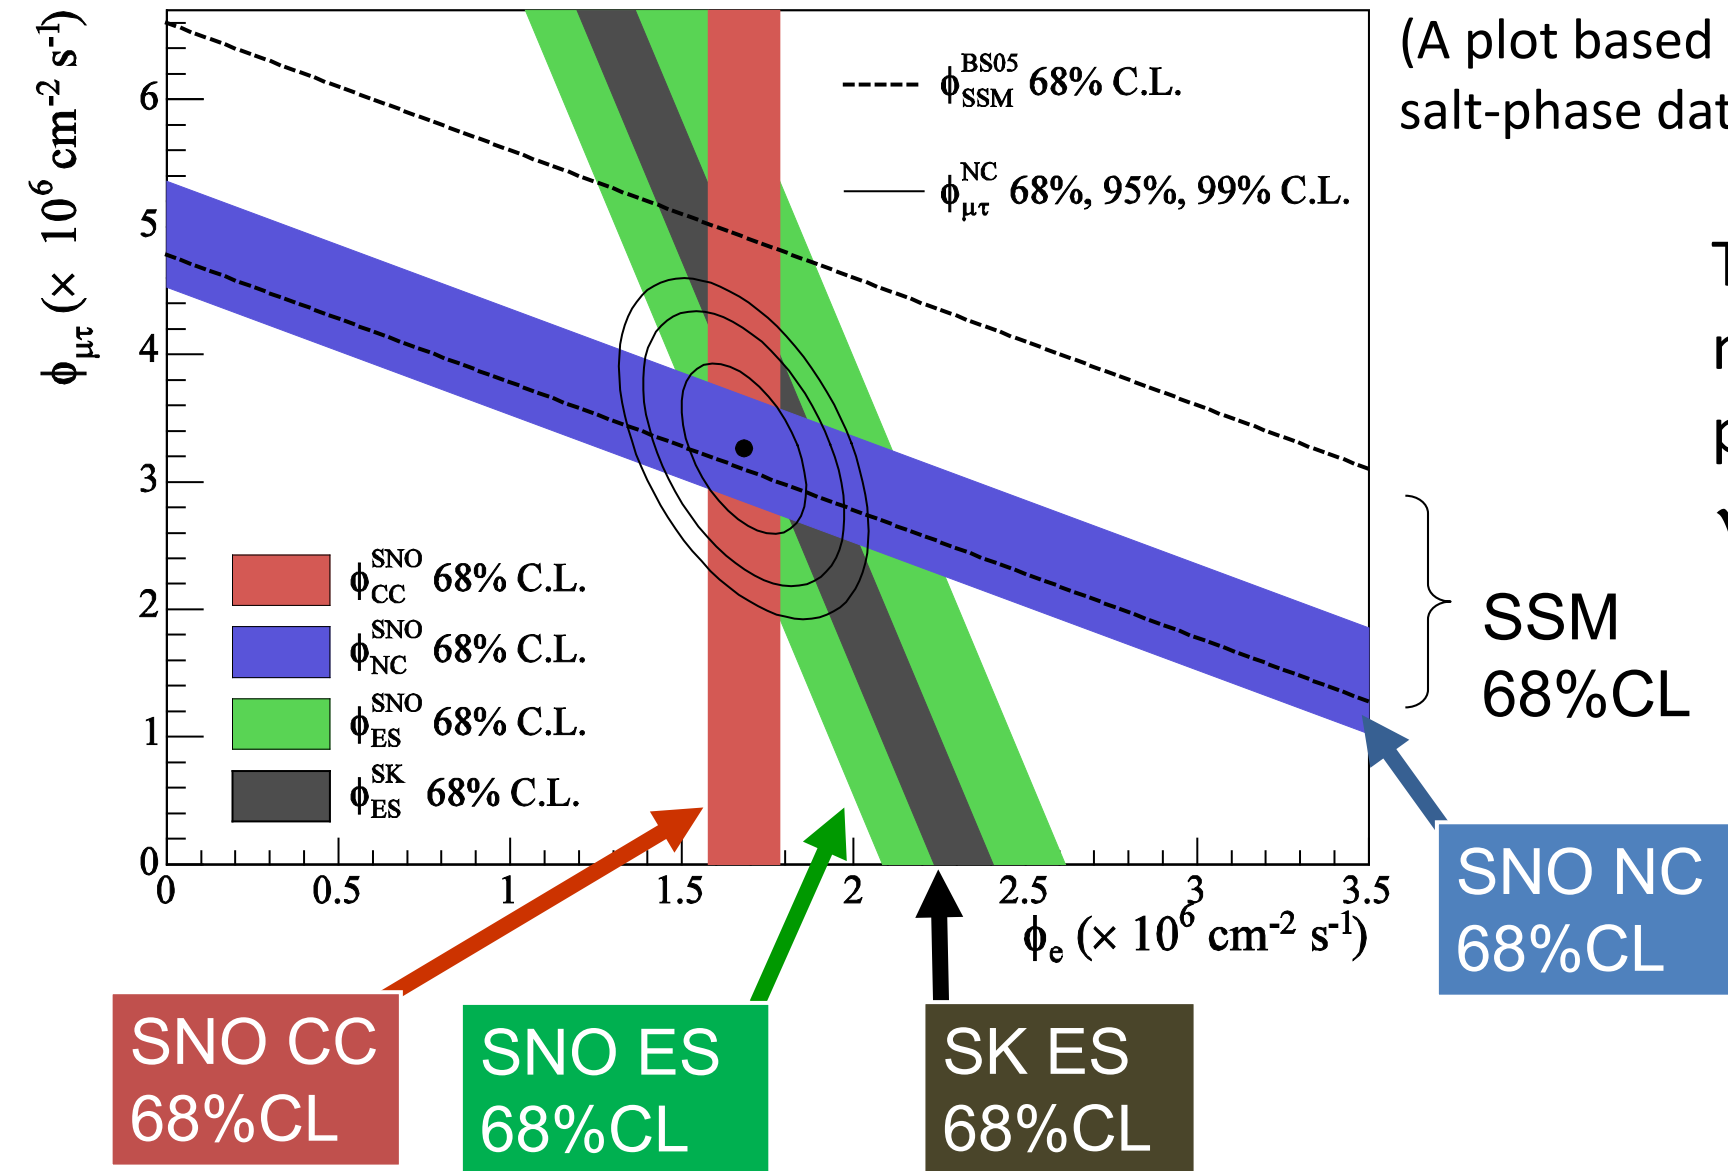 (A plot based
salt-phase dat
ϕ_μτ (× 10^6 cm^-2 s^-1)
6
5
4
3
2
1
0
ϕ_SSM^BS05 68% C.L.
ϕ_μτ^NC 68%, 95%, 99% C.L.
ϕ_CC^SNO 68% C.L.
ϕ_NC^SNO 68% C.L.
ϕ_ES^SNO 68% C.L.
ϕ_ES^SK 68% C.L.
0 0.5 1 1.5 2 2.5 3 3.5
ϕ_e (× 10^6 cm^-2 s^-1)
SSM
68%CL
SNO NC
68%CL
SNO CC
68%CL
SNO ES
68%CL
SK ES
68%CL